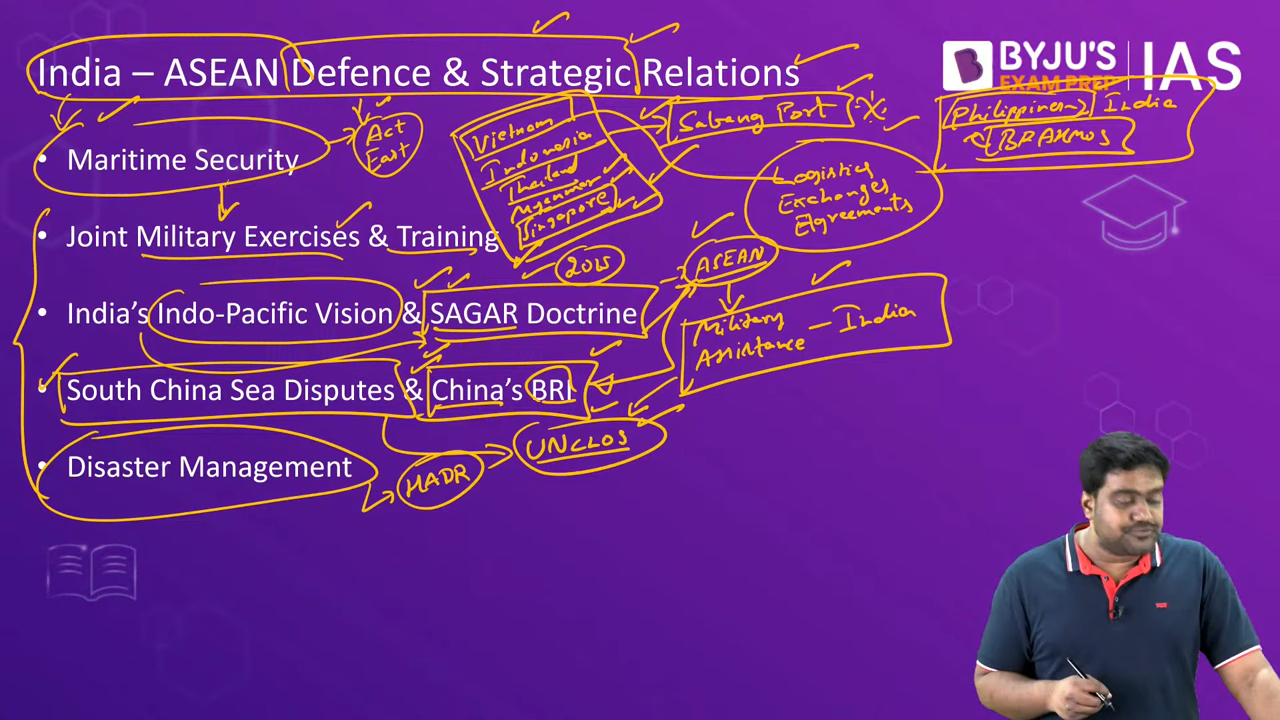 India – ASEAN Defence & Strategic Relations
BYJU'S
EXAM PREP
IAS
• Maritime Security
Act
East
Vietnam
Indonesia
Thailand
Myanmar
Singapore
Sabang Port
Philippines India
BRAHMOS
Logistics
Exchanges
Agreements
• Joint Military Exercises & Training
2015
ASEAN
• India's Indo-Pacific Vision & SAGAR Doctrine
Military
Assistance – India
• South China Sea Disputes & China's BRI
UNCLOS
• Disaster Management
HADR